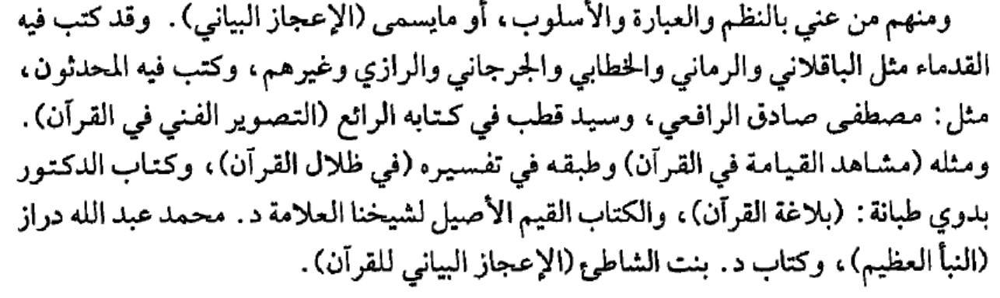 ومنهم من عني بالنظم والعبارة والأسلوب، أو مايسمى (الإعجاز البياني). وقد كتب فيه
القدماء مثل الباقلاني والرماني والخطابي والجرجاني والرازي وغيرهم، وكتب فيه المحدثون،
مثل: مصطفى صادق الرافعي، وسيد قطب في كتابه الرائع (التصوير الفني في القرآن).
ومثله (مشاهد القيامة في القرآن) وطبقه في تفسيره (في ظلال القرآن)، وكتاب الدكتور
بدوي طبانة: (بلاغة القرآن)، والكتاب القيم الأصيل لشيخنا العلامة د. محمد عبد الله دراز
(النبأ العظيم)، وكتاب د. بنت الشاطئ (الإعجاز البياني للقرآن).